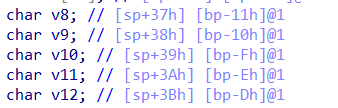 char v8; // [sp+37h] [bp-11h]@1
char v9; // [sp+38h] [bp-10h]@1
char v10; // [sp+39h] [bp-Fh]@1
char v11; // [sp+3Ah] [bp-Eh]@1
char v12; // [sp+3Bh] [bp-Dh]@1